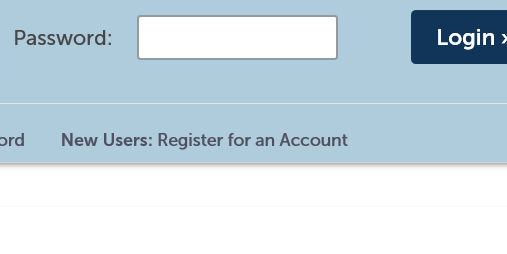 Password: Login ›
ord New Users: Register for an Account